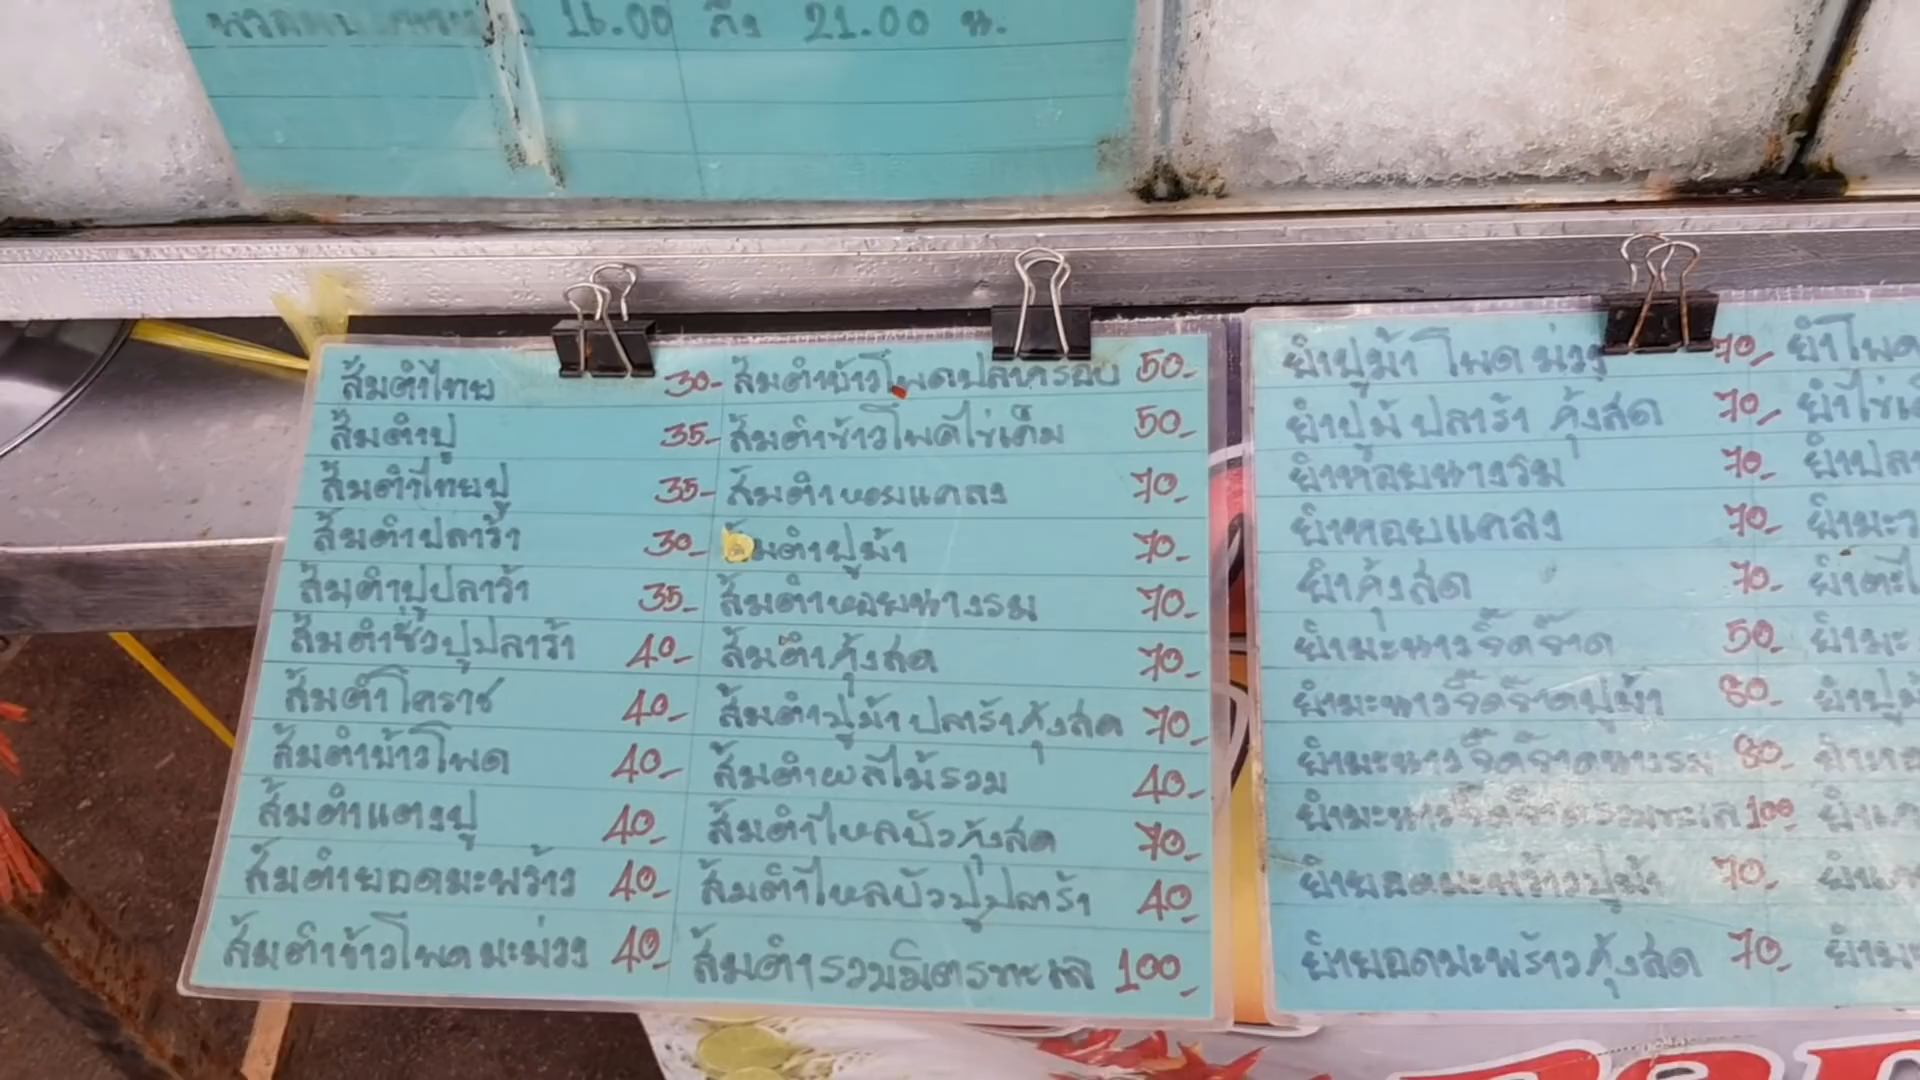 16.00 ถึง 21.00 น.
ส้มตำไทย 30-
ส้มตำปู 35-
ส้มตำไทยปู 35-
ส้มตำปลาร้า 30-
ส้มตำปูปลาร้า 35-
ส้มตำซั่วปูปลาร้า 40-
ส้มตำโคราช 40-
ส้มตำข้าวโพด 40-
ส้มตำแตงปู 40-
ส้มตำยอดมะพร้าว 40-
ส้มตำข้าวโพดมะม่วง 40-
ส้มตำข้าวโพดปลากรอบ 50-
ส้มตำข้าวโพดไข่เค็ม 50-
ส้มตำหอยแครง 70-
ส้มตำปูม้า 70-
ส้มตำหอยนางรม 70-
ส้มตำกุ้งสด 70-
ส้มตำปูม้าปลาร้ากุ้งสด 70-
ส้มตำผลไม้รวม 40-
ส้มตำไหลบัวกุ้งสด 70-
ส้มตำไหลบัวปูปลาร้า 40-
ส้มตำรวมมิตรทะเล 100-
ยำปูม้า โพด ม่วง 70-
ยำปูม้ ปลาร้า กุ้งสด 70-
ยำหอยนางรม 70-
ยำหอยแครง 70-
ยำกุ้งสด 70-
ยำมะนาวจี๊ดจ๊าด 50-
ยำมะนาวจี๊ดจ๊าดปูม้า 80-
ยำมะนาวจี๊ดจ๊าดนางรม 80-
ยำมะนาวจี๊ดจ๊าดรวมทะเล 100
ยำยอดมะพร้าวปูม้า 70-
ยำยอดมะพร้าวกุ้งสด 70-